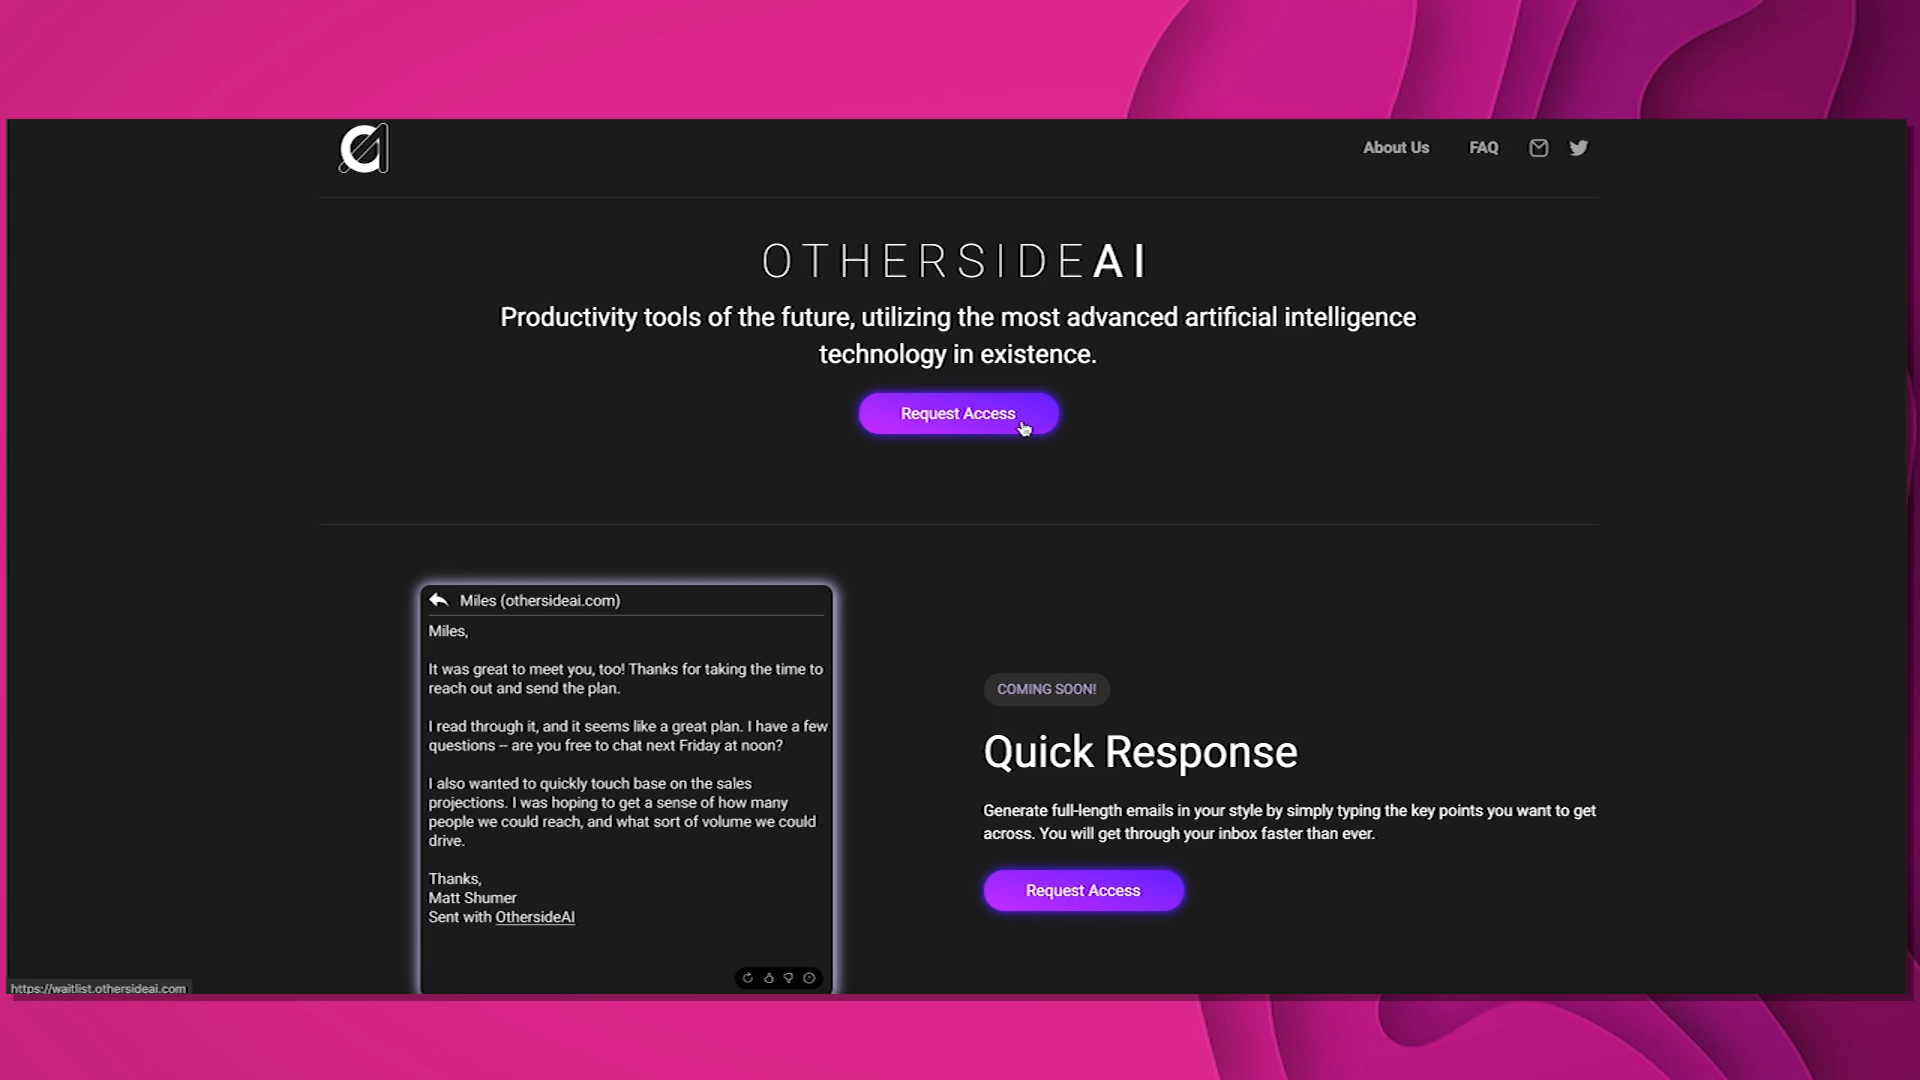 About Us FAQ
OTHERSIDEAI
Productivity tools of the future, utilizing the most advanced artificial intelligence
technology in existence.
Request Access
Miles (othersideai.com)
Miles,
It was great to meet you, too! Thanks for taking the time to
reach out and send the plan.
I read through it, and it seems like a great plan. I have a few
questions -- are you free to chat next Friday at noon?
I also wanted to quickly touch base on the sales
projections. I was hoping to get a sense of how many
people we could reach, and what sort of volume we could
drive.
Thanks,
Matt Shumer
Sent with OthersideAI
COMING SOON!
Quick Response
Generate full-length emails in your style by simply typing the key points you want to get
across. You will get through your inbox faster than ever.
Request Access
https://waitlist.othersideai.com